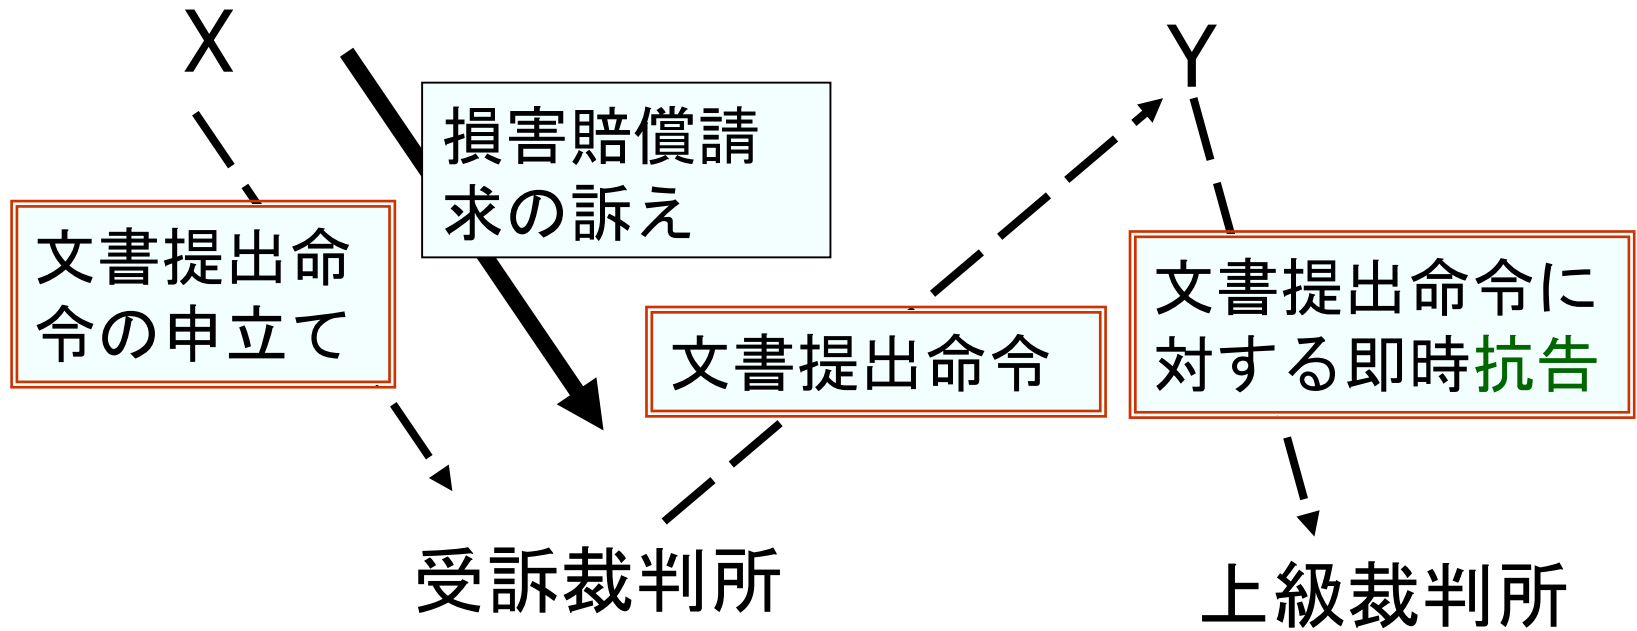 X
Y
損害賠償請
求の訴え
文書提出命
令の申立て
文書提出命令
文書提出命令に
対する即時抗告
受訴裁判所
上級裁判所